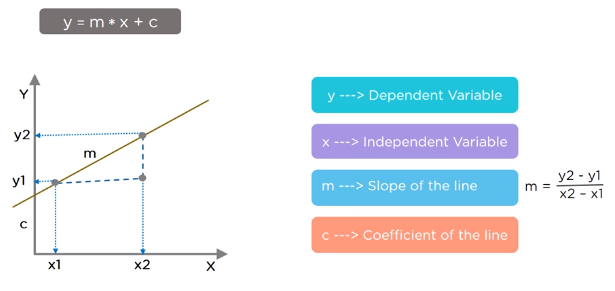 y = m * x + c
Y
y2
m
y1
c
x1
x2
X
y ---> Dependent Variable
x ---> Independent Variable
m ---> Slope of the line
m = y2 - y1
x2 - x1
c ---> Coefficient of the line